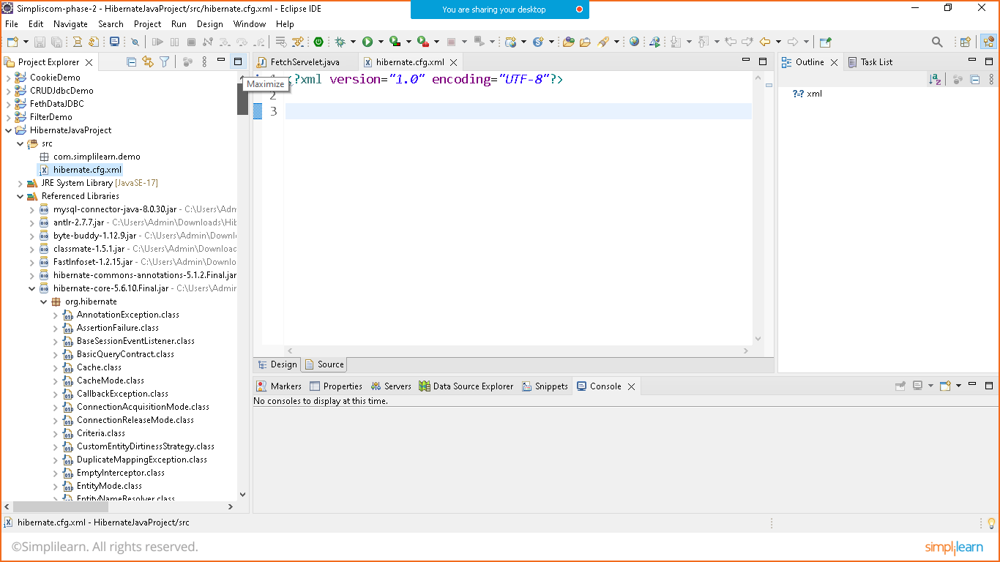 Simpliscom-phase-2 - HibernateJavaProject/src/hibernate.cfg.xml - Eclipse IDE
You are sharing your desktop
File Edit Navigate Search Project Run Design Window Help
Project Explorer
FetchServelet.java
hibernate.cfg.xml
Outline
Task List
Maximize
CookieDemo
CRUDJdbcDemo
FethDataJDBC
FilterDemo
HibernateJavaProject
src
com.simplilearn.demo
hibernate.cfg.xml
JRE System Library [JavaSE-17]
Referenced Libraries
mysql-connector-java-8.0.30.jar - C:\Users\Adm
antlr-2.7.7.jar - C:\Users\Admin\Downloads\Hib
byte-buddy-1.12.9.jar - C:\Users\Admin\Downl
classmate-1.5.1.jar - C:\Users\Admin\Downloac
FastInfoset-1.2.15.jar - C:\Users\Admin\Downlo
hibernate-commons-annotations-5.1.2.Final.jar
hibernate-core-5.6.10.Final.jar - C:\Users\Admir
org.hibernate
AnnotationException.class
AssertionFailure.class
BaseSessionEventListener.class
BasicQueryContract.class
Cache.class
CacheMode.class
CallbackException.class
ConnectionAcquisitionMode.class
ConnectionReleaseMode.class
Criteria.class
CustomEntityDirtinessStrategy.class
DuplicateMappingException.class
EmptyInterceptor.class
EntityMode.class
EntityNameResolver.class
1 <?xml version="1.0" encoding="UTF-8"?>
2
3
Design
Source
?=? xml
Markers
Properties
Servers
Data Source Explorer
Snippets
Console
No consoles to display at this time.
hibernate.cfg.xml - HibernateJavaProject/src
©Simplilearn. All rights reserved.
simplilearn